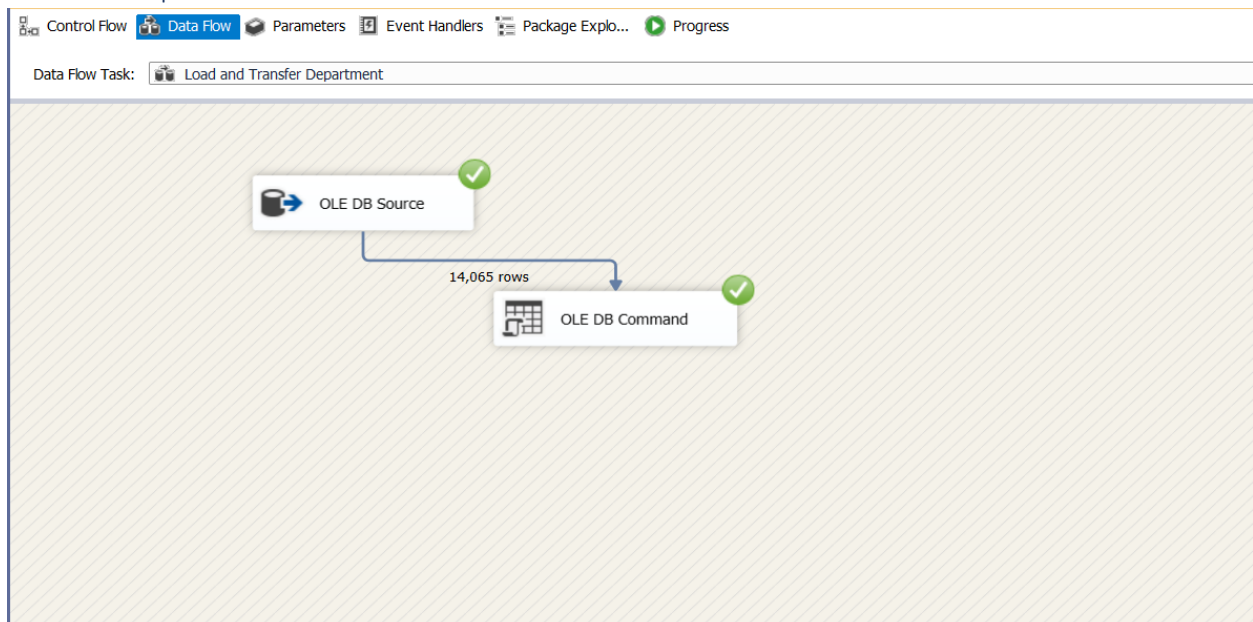 Control Flow Data Flow Parameters Event Handlers Package Explo... Progress
Data Flow Task: Load and Transfer Department
OLE DB Source
14,065 rows
OLE DB Command